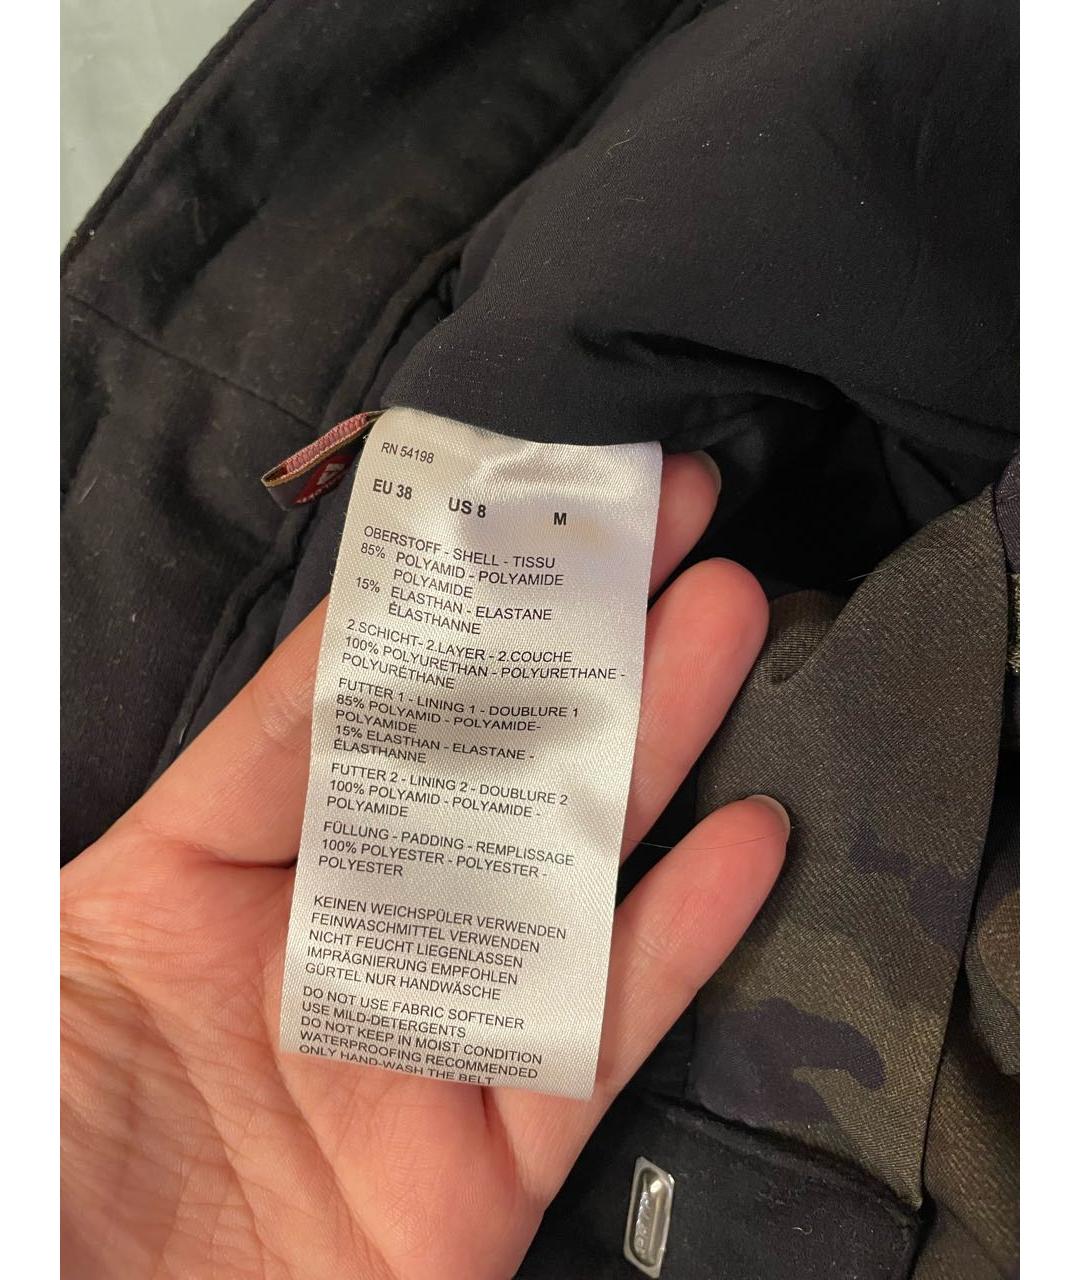 RN 54198
EU 38 US 8 M
OBERSTOFF - SHELL - TISSU
85% POLYAMID - POLYAMIDE
POLYAMIDE
15% ELASTHAN - ELASTANE
ÉLASTHANNE
2.SCHICHT- 2.LAYER - 2.COUCHE
100% POLYURETHAN - POLYURETHANE -
POLYURÉTHANE
FUTTER 1 - LINING 1 - DOUBLURE 1
85% POLYAMID - POLYAMIDE-
POLYAMIDE
15% ELASTHAN - ELASTANE -
ÉLASTHANNE
FUTTER 2 - LINING 2 - DOUBLURE 2
100% POLYAMID - POLYAMIDE -
POLYAMIDE
FÜLLUNG - PADDING - REMPLISSAGE
100% POLYESTER - POLYESTER -
POLYESTER
KEINEN WEICHSPÜLER VERWENDEN
FEINWASCHMITTEL VERWENDEN
NICHT FEUCHT LIEGENLASSEN
IMPRÄGNIERUNG EMPFOHLEN
GÜRTEL NUR HANDWÄSCHE
DO NOT USE FABRIC SOFTENER
USE MILD-DETERGENTS
DO NOT KEEP IN MOIST CONDITION
WATERPROOFING RECOMMENDED
ONLY HAND-WASH THE BELT